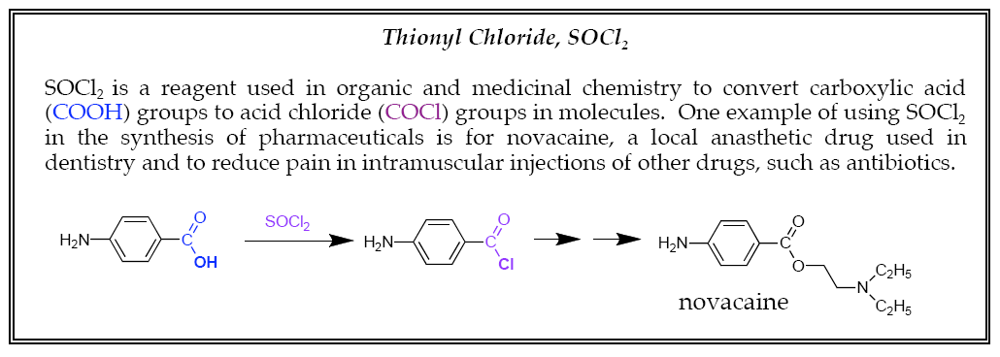 Thionyl Chloride, SOCl₂
SOCl₂ is a reagent used in organic and medicinal chemistry to convert carboxylic acid
(COOH) groups to acid chloride (COCl) groups in molecules. One example of using SOCl₂
in the synthesis of pharmaceuticals is for novacaine, a local anasthetic drug used in
dentistry and to reduce pain in intramuscular injections of other drugs, such as antibiotics.
H₂N C O OH
SOCl₂
H₂N C O Cl
H₂N C O O N C₂H₅ C₂H₅
novacaine